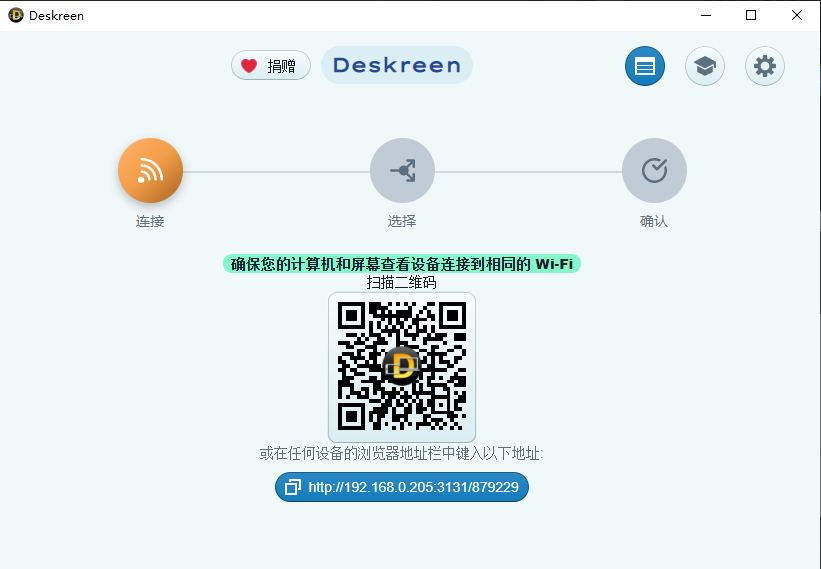 Deskreen
捐赠
Deskreen
连接
选择
确认
确保您的计算机和屏幕查看设备连接到相同的 Wi-Fi
扫描二维码
D
或在任何设备的浏览器地址栏中键入以下地址:
http://192.168.0.205:3131/879229